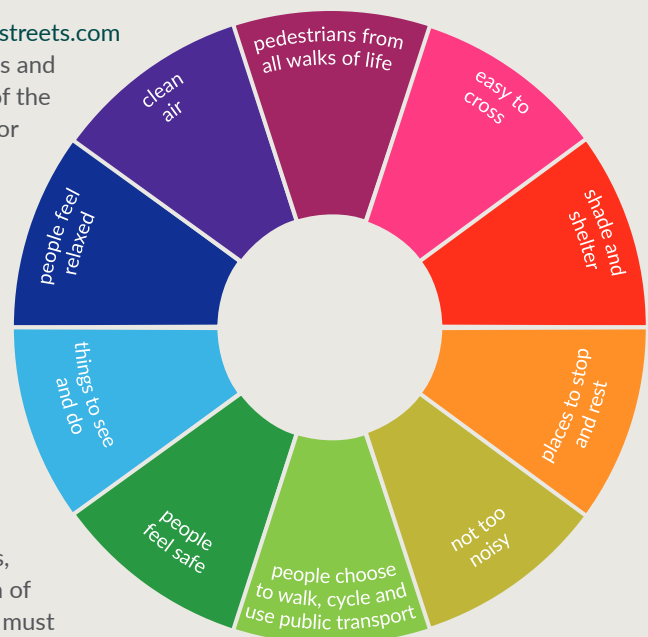 streets.com
s and
of the
or
pedestrians from
all walks of life
easy to
cross
shade and
shelter
places to stop
and rest
not too
noisy
people choose
to walk, cycle and
use public transport
people
feel safe
things to see
and do
people feel
relaxed
clean
air
s,
n of
must